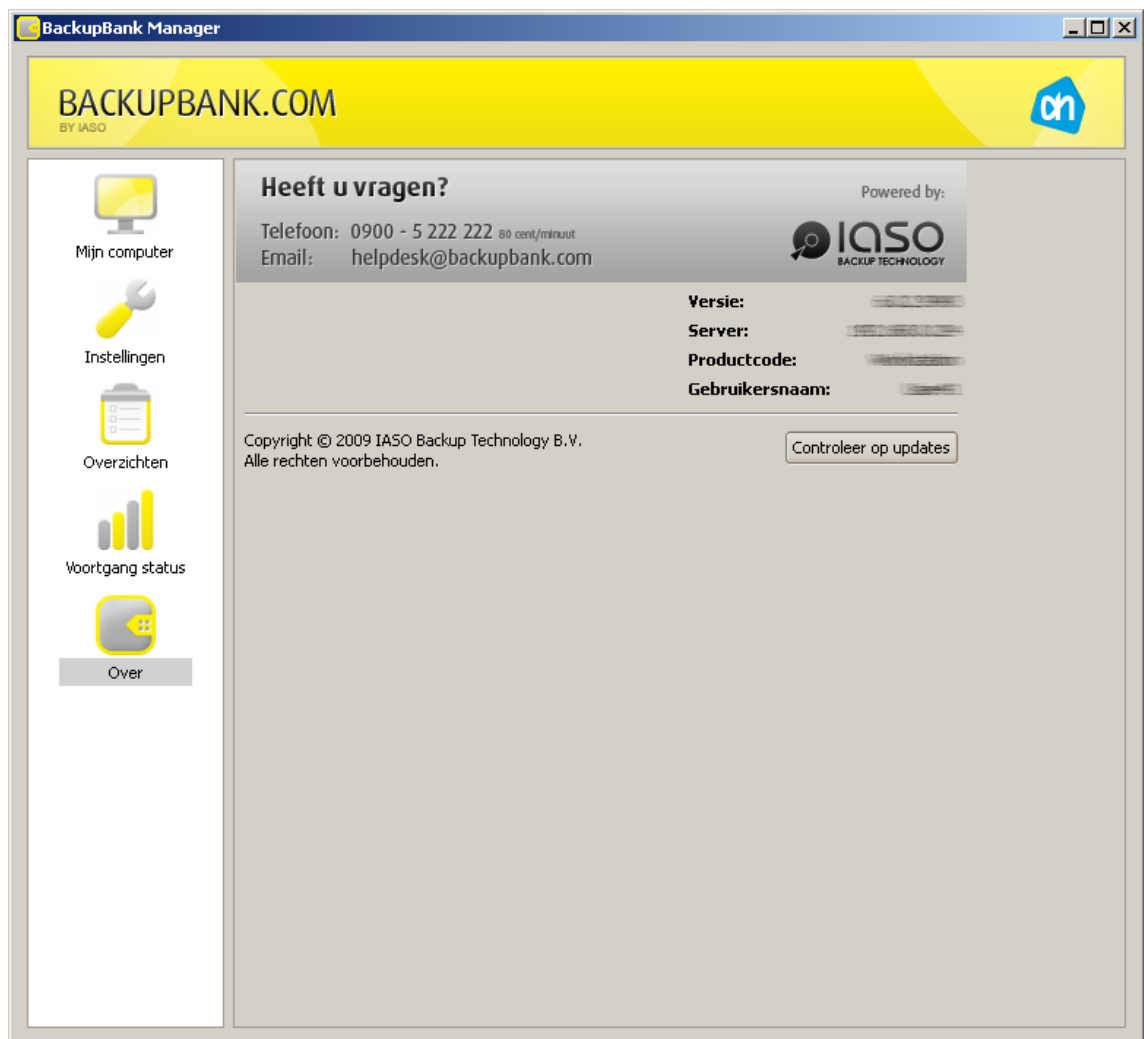 BackupBank Manager
BACKUPBANK.COM
BY IASO
ah
Mijn computer
Instellingen
Overzichten
Voortgang status
Over
Heeft u vragen?
Telefoon: 0900 - 5 222 222 80 cent/minuut
Email: helpdesk@backupbank.com
Powered by:
IASO
BACKUP TECHNOLOGY
Versie:
Server:
Productcode:
Gebruikersnaam:
Copyright © 2009 IASO Backup Technology B.V.
Alle rechten voorbehouden.
Controleer op updates